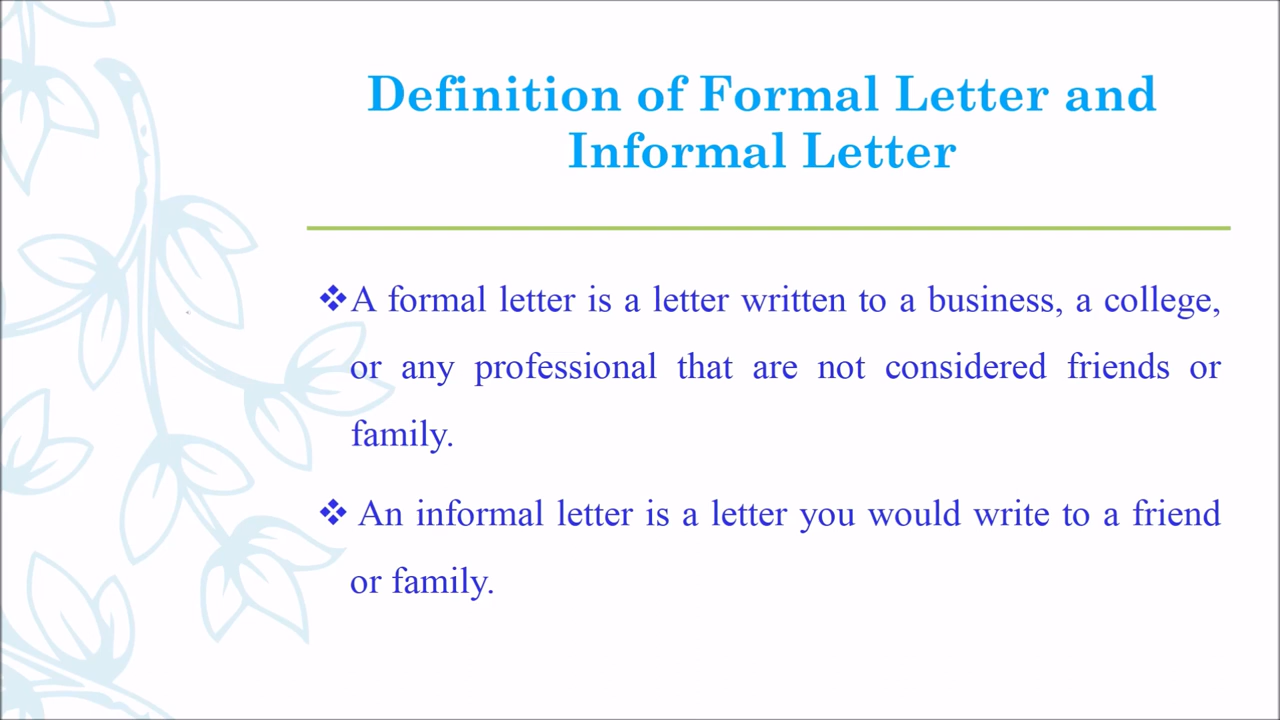 Definition of Formal Letter and
Informal Letter
❖A formal letter is a letter written to a business, a college,
or any professional that are not considered friends or
family.
❖ An informal letter is a letter you would write to a friend
or family.